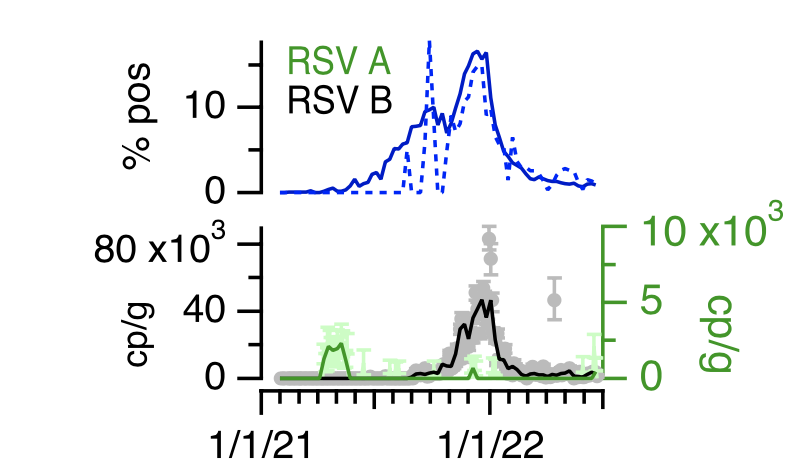 RSV A
RSV B
% pos
10
0
80 x10³
40
0
cp/g
10 x10³
5
0
cp/g
1/1/21
1/1/22